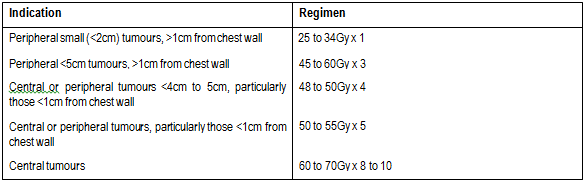 Indication Regimen
Peripheral small (<2cm) tumours, >1cm from chest wall 25 to 34Gy x 1
Peripheral <5cm tumours, >1cm from chest wall 45 to 60Gy x 3
Central or peripheral tumours <4cm to 5cm, particularly 48 to 50Gy x 4
those <1cm from chest wall
Central or peripheral tumours, particularly those <1cm from 50 to 55Gy x 5
chest wall
Central tumours 60 to 70Gy x 8 to 10